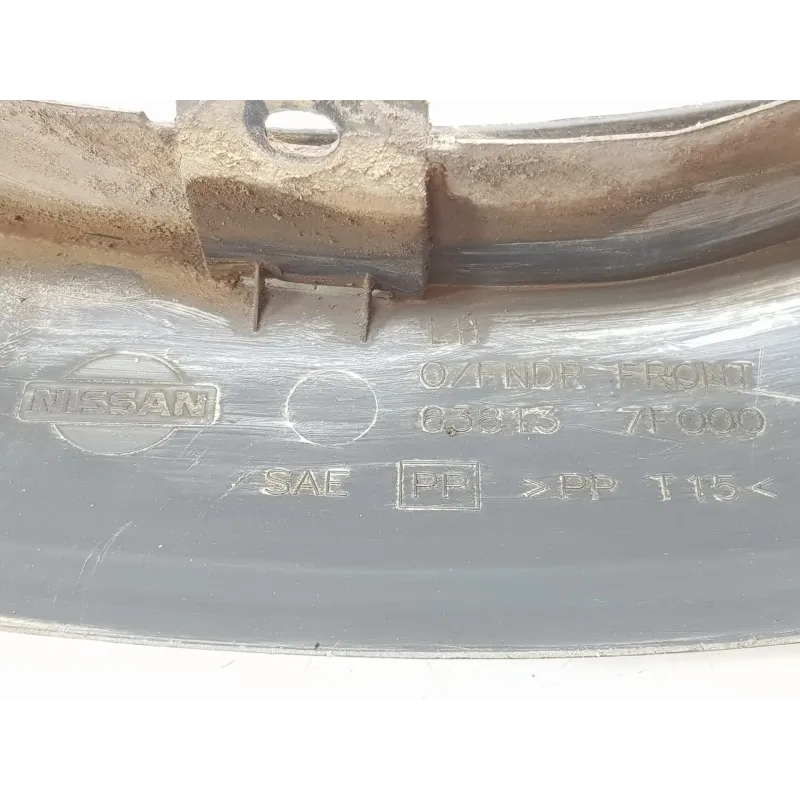 LH
O/FNDR FRONT
NISSAN
63813 7F000
SAE PP >PP T15<